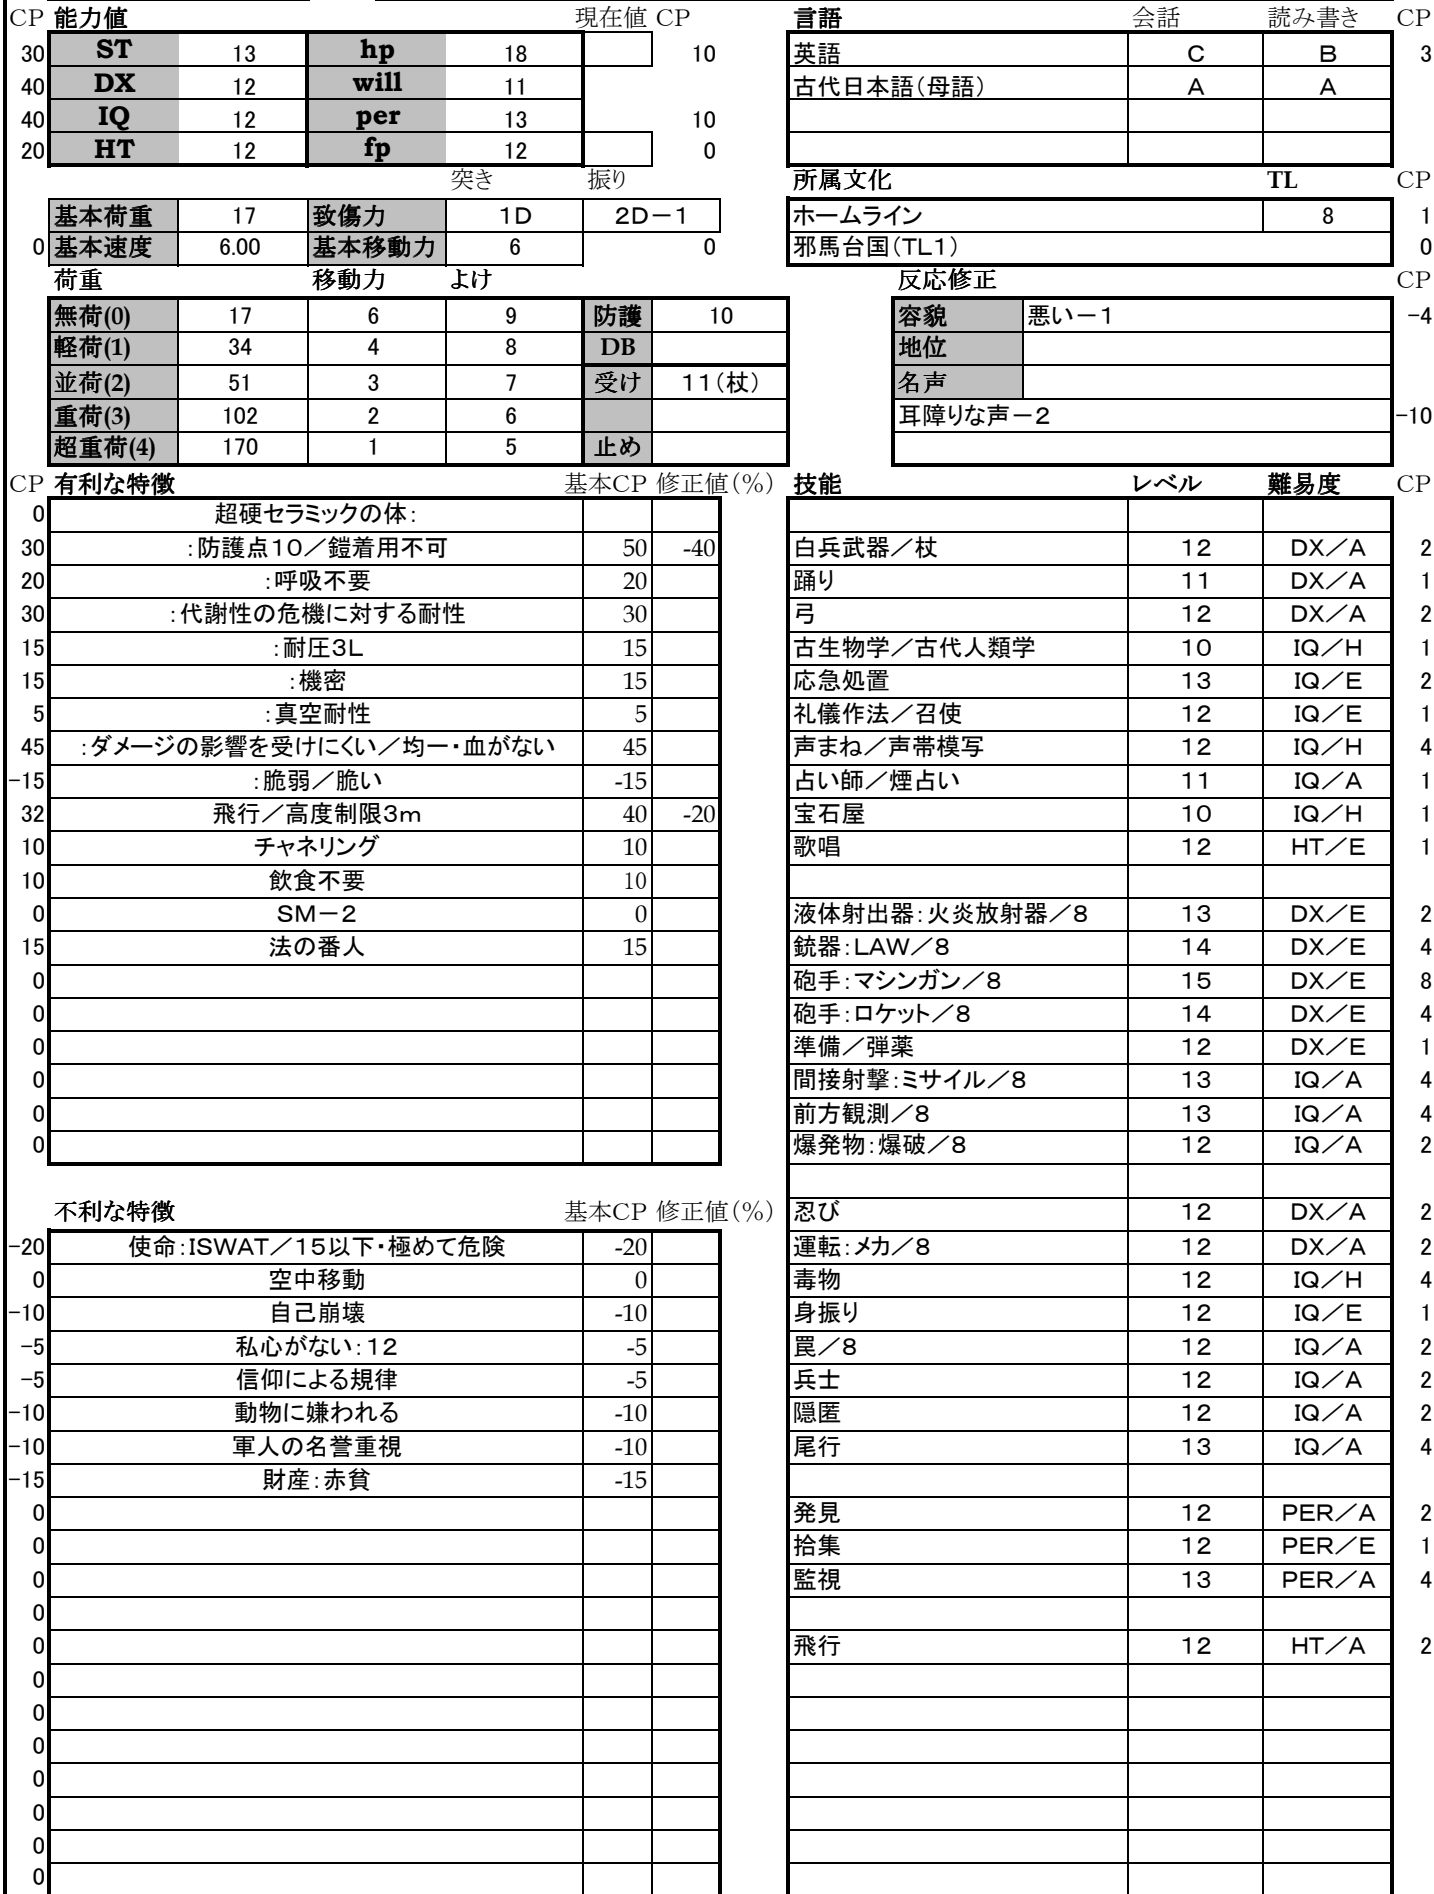 CP 能力値 現在値 CP
30 ST 13 hp 18 10
40 DX 12 will 11
40 IQ 12 per 13 10
20 HT 12 fp 12 0
突き 振り
基本荷重 17 致傷力 1D 2D-1
0 基本速度 6.00 基本移動力 6 0
荷重 移動力 よけ
無荷(0) 17 6 9 防護 10
軽荷(1) 34 4 8 DB
並荷(2) 51 3 7 受け 11(杖)
重荷(3) 102 2 6
超重荷(4) 170 1 5 止め
言語 会話 読み書き CP
英語 C B 3
古代日本語(母語) A A
所属文化 TL CP
ホームライン 8 1
邪馬台国(TL1) 0
反応修正 CP
容貌 悪い-1 -4
地位
名声
耳障りな声-2 -10
CP 有利な特徴 基本CP 修正値(%)
0 超硬セラミックの体:
30 :防護点10/鎧着用不可 50 -40
20 :呼吸不要 20
30 :代謝性の危機に対する耐性 30
15 :耐圧3L 15
15 :機密 15
5 :真空耐性 5
45 :ダメージの影響を受けにくい/均一・血がない 45
-15 :脆弱/脆い -15
32 飛行/高度制限3m 40 -20
10 チャネリング 10
10 飲食不要 10
0 SM-2 0
15 法の番人 15
0
0
0
0
0
0
不利な特徴 基本CP 修正値(%)
-20 使命:ISWAT/15以下・極めて危険 -20
0 空中移動 0
-10 自己崩壊 -10
-5 私心がない:12 -5
-5 信仰による規律 -5
-10 動物に嫌われる -10
-10 軍人の名誉重視 -10
-15 財産:赤貧 -15
0
0
0
0
0
0
0
0
0
0
0
0
技能 レベル 難易度 CP
白兵武器/杖 12 DX/A 2
踊り 11 DX/A 1
弓 12 DX/A 2
古生物学/古代人類学 10 IQ/H 1
応急処置 13 IQ/E 2
礼儀作法/召使 12 IQ/E 1
声まね/声帯模写 12 IQ/H 4
占い師/煙占い 11 IQ/A 1
宝石屋 10 IQ/H 1
歌唱 12 HT/E 1
液体射出器:火炎放射器/8 13 DX/E 2
銃器:LAW/8 14 DX/E 4
砲手:マシンガン/8 15 DX/E 8
砲手:ロケット/8 14 DX/E 4
準備/弾薬 12 DX/E 1
間接射撃:ミサイル/8 13 IQ/A 4
前方観測/8 13 IQ/A 4
爆発物:爆破/8 12 IQ/A 2
忍び 12 DX/A 2
運転:メカ/8 12 DX/A 2
毒物 12 IQ/H 4
身振り 12 IQ/E 1
罠/8 12 IQ/A 2
兵士 12 IQ/A 2
隠匿 12 IQ/A 2
尾行 13 IQ/A 4
発見 12 PER/A 2
拾集 12 PER/E 1
監視 13 PER/A 4
飛行 12 HT/A 2